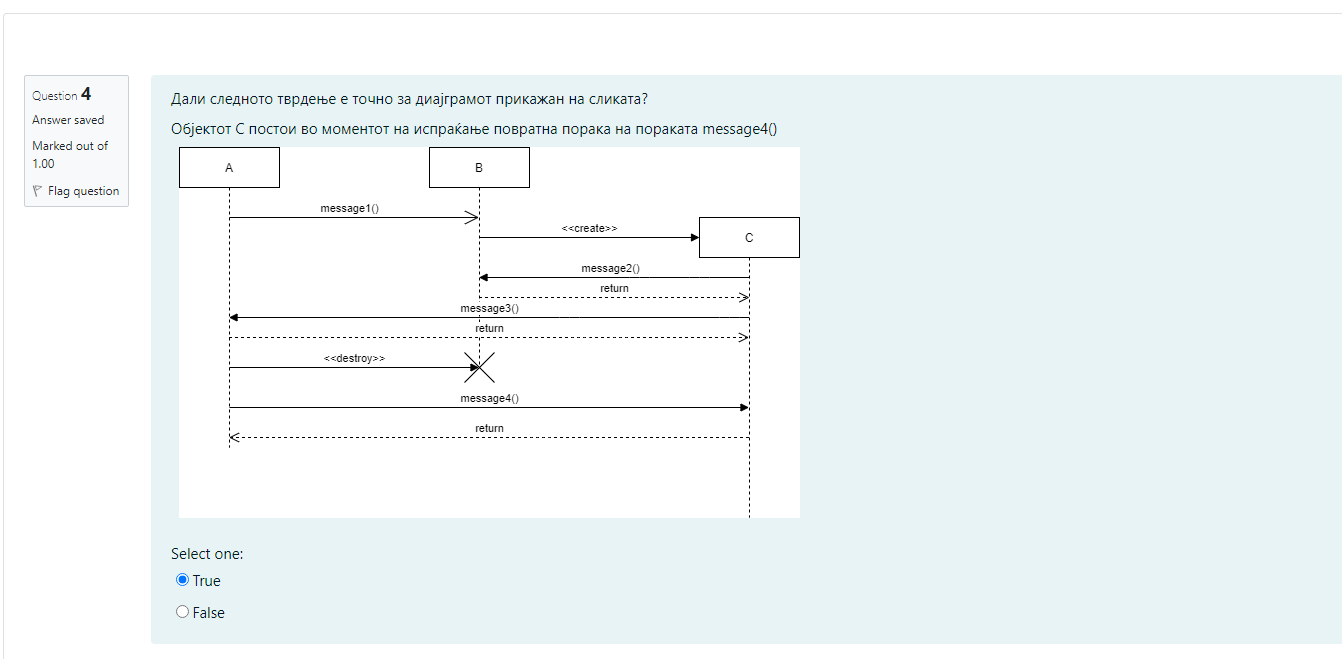 Question 4
Answer saved
Marked out of
1.00
Flag question
Дали следното тврдење е точно за диајграмот прикажан на сликата?
Објектот C постои во моментот на испраќање повратна порака на пораката message4()
A
B
message1()
<<create>>
C
message2()
return
message3()
return
<<destroy>>
message4()
return
Select one:
True
False